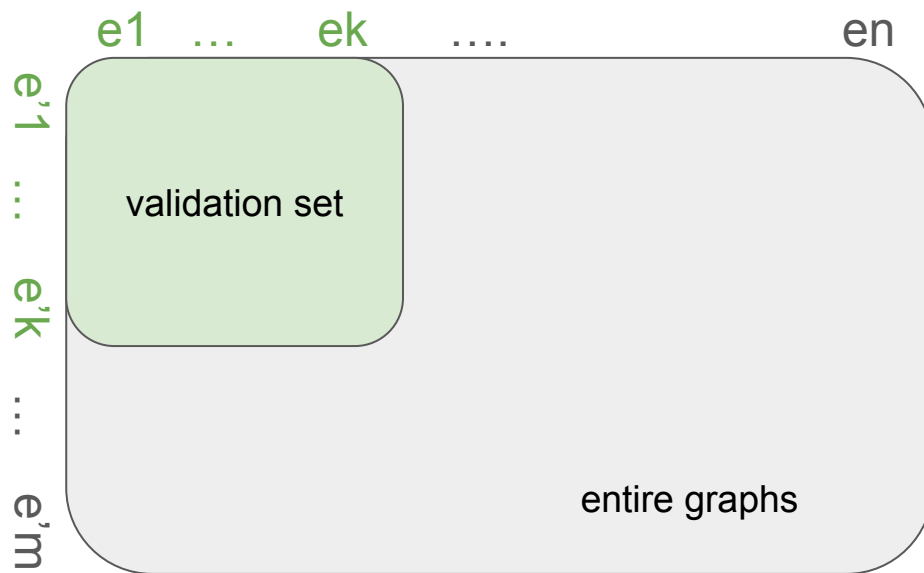 e1 … ek …. en
e'1 … e'k … e'm
validation set
entire graphs